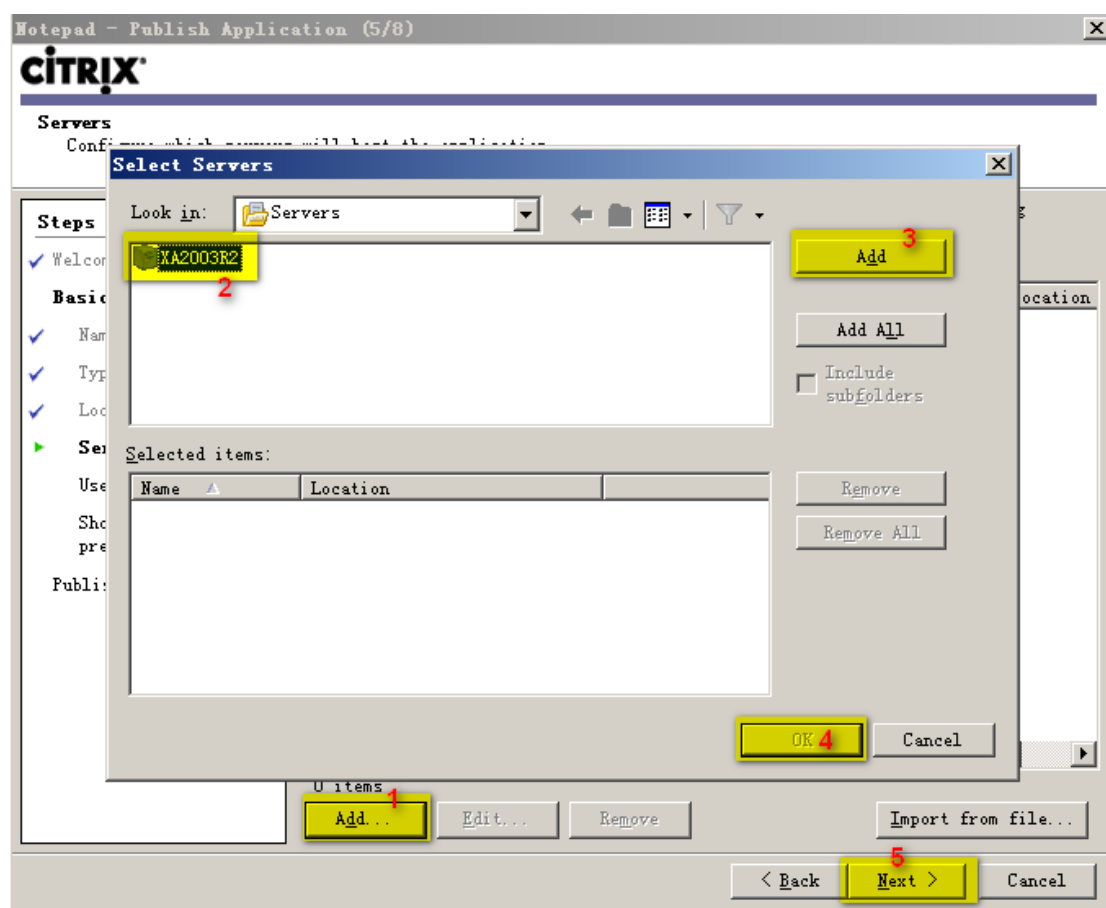 Notepad - Publish Application (5/8)
CITRIX
Servers
Select Servers
Look in:
Servers
Steps
XA2003R2
2
Add
3
Add All
Include
subfolders
ocation
Selected items:
Name
Location
Remove
Remove All
OK
4
Cancel
0 items
1
Add...
Edit...
Remove
Import from file...
5
< Back
Next >
Cancel